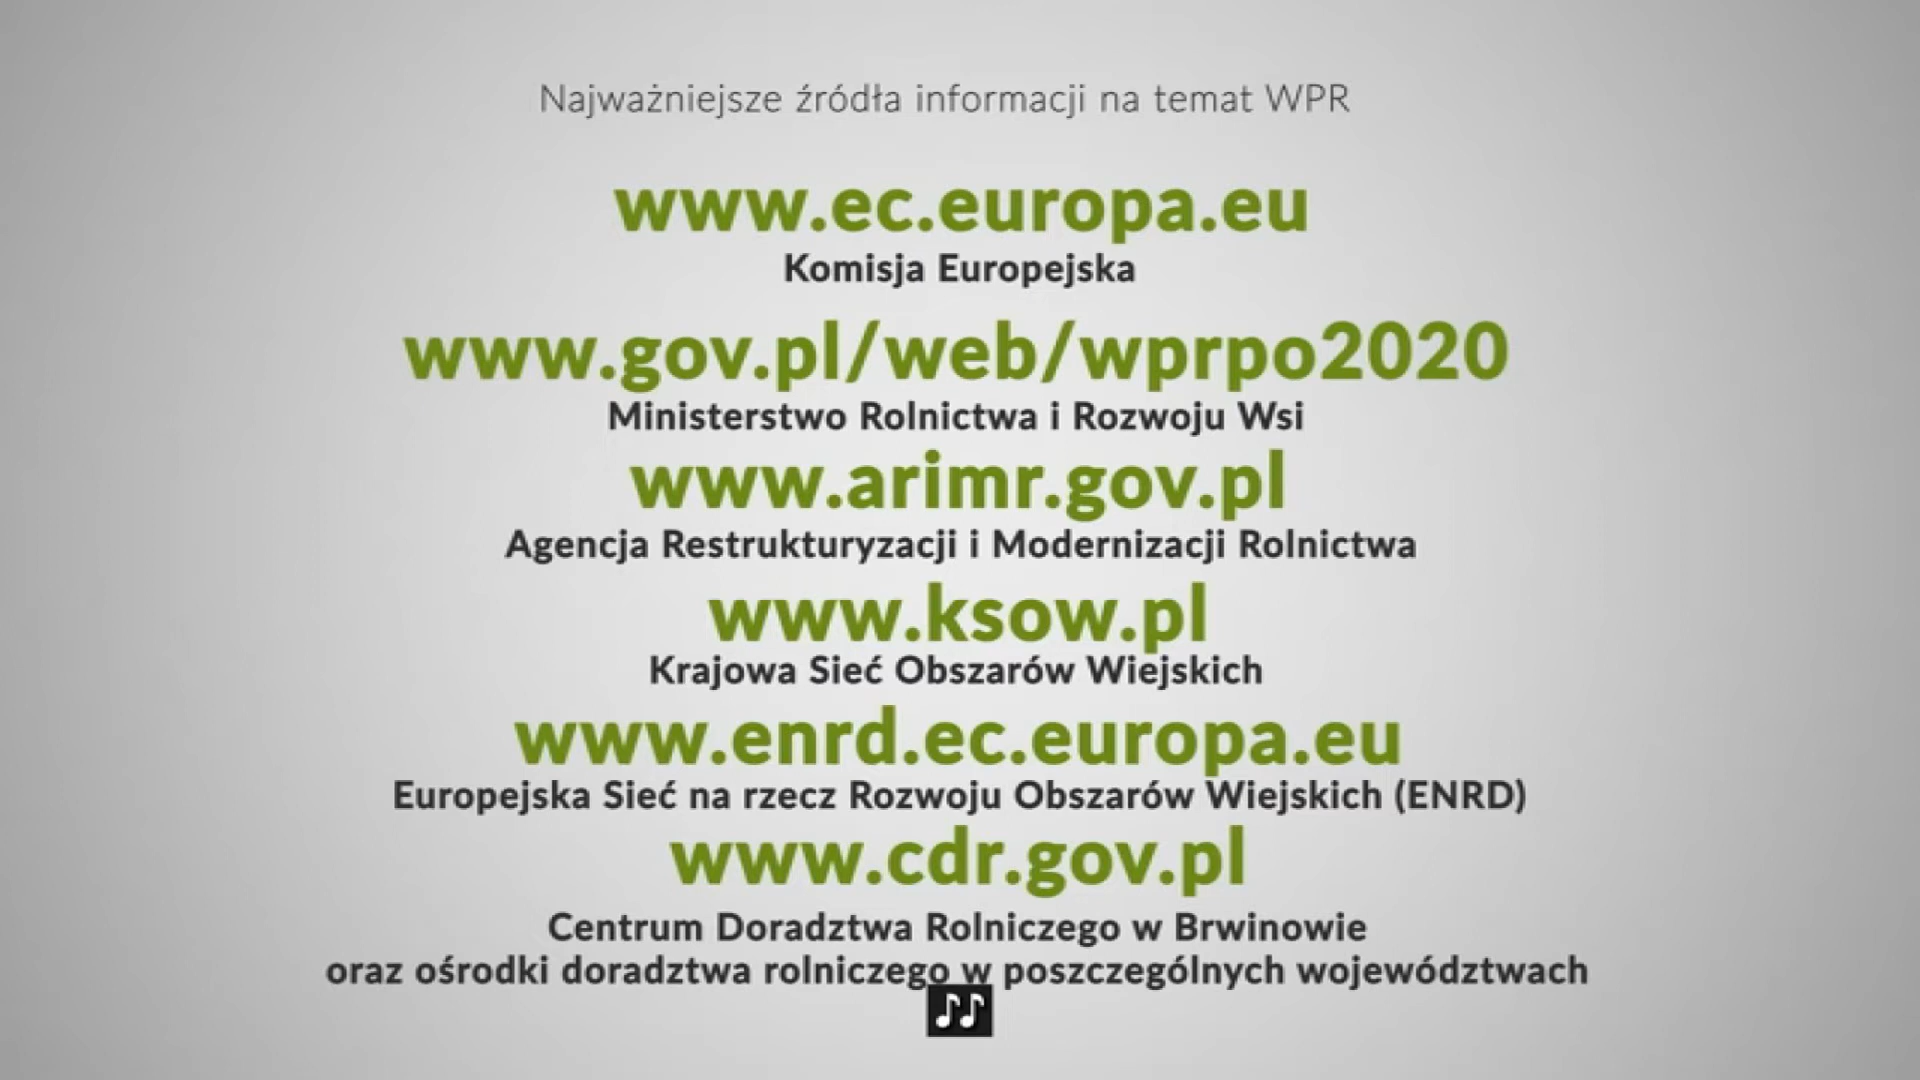 Najważniejsze źródła informacji na temat WPR
www.ec.europa.eu
Komisja Europejska
www.gov.pl/web/wprpo2020
Ministerstwo Rolnictwa i Rozwoju Wsi
www.arimr.gov.pl
Agencja Restrukturyzacji i Modernizacji Rolnictwa
www.ksow.pl
Krajowa Sieć Obszarów Wiejskich
www.enrd.ec.europa.eu
Europejska Sieć na rzecz Rozwoju Obszarów Wiejskich (ENRD)
www.cdr.gov.pl
Centrum Doradztwa Rolniczego w Brwinowie
oraz ośrodki doradztwa rolniczego w poszczególnych województwach
♪♪